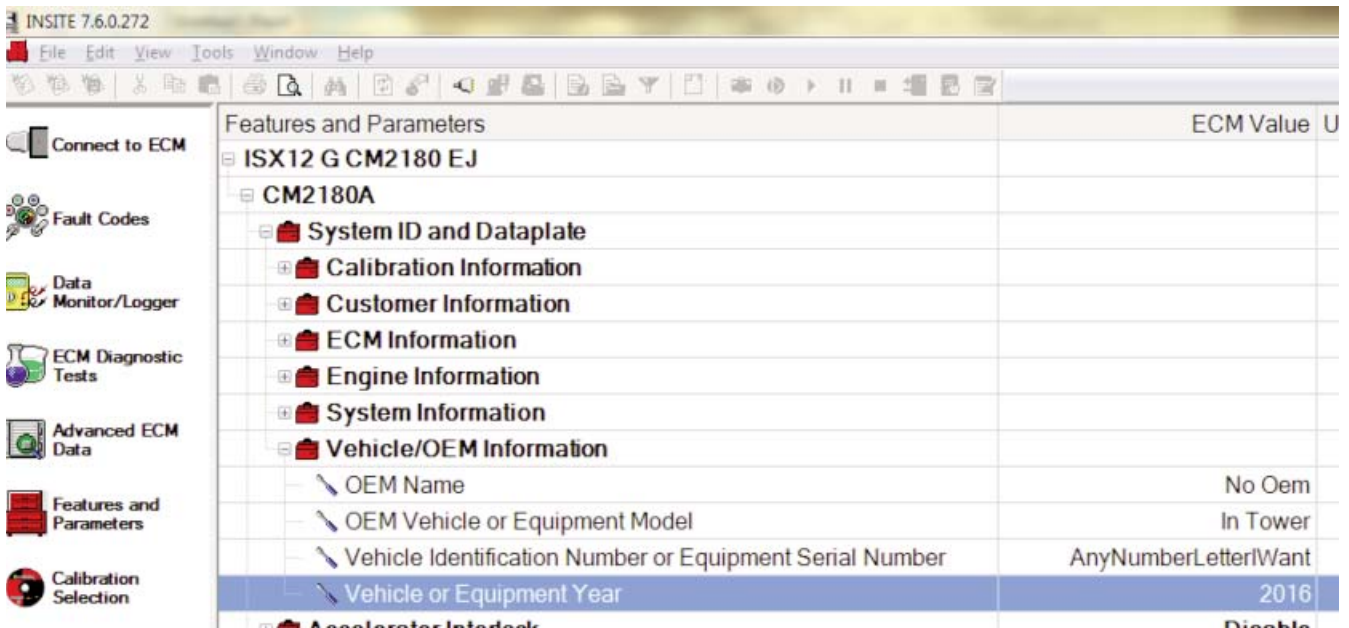 INSITE 7.6.0.272
File Edit View Tools Window Help
Features and Parameters ECM Value U
Connect to ECM
Fault Codes
Data
Monitor/Logger
ECM Diagnostic
Tests
Advanced ECM
Data
Features and
Parameters
Calibration
Selection
ISX12 G CM2180 EJ
CM2180A
System ID and Dataplate
Calibration Information
Customer Information
ECM Information
Engine Information
System Information
Vehicle/OEM Information
OEM Name No Oem
OEM Vehicle or Equipment Model In Tower
Vehicle Identification Number or Equipment Serial Number AnyNumberLetterIWant
Vehicle or Equipment Year 2016
Accelerator Interlock Disable